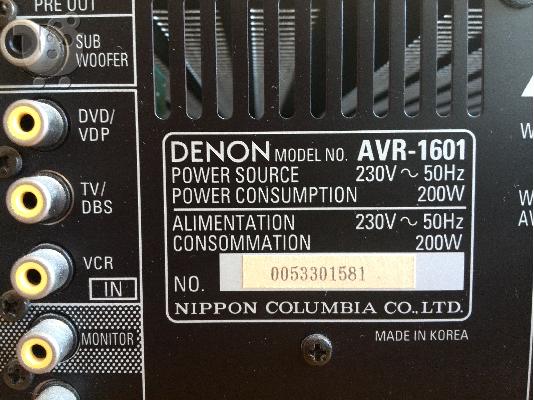 PRE OUT
SUB
WOOFER
DVD/
VDP
TV/
DBS
VCR
IN
MONITOR
DENON MODEL NO. AVR-1601
POWER SOURCE 230V ~ 50Hz
POWER CONSUMPTION 200W
ALIMENTATION 230V ~ 50Hz
CONSOMMATION 200W
NO. 0053301581
NIPPON COLUMBIA CO., LTD.
MADE IN KOREA